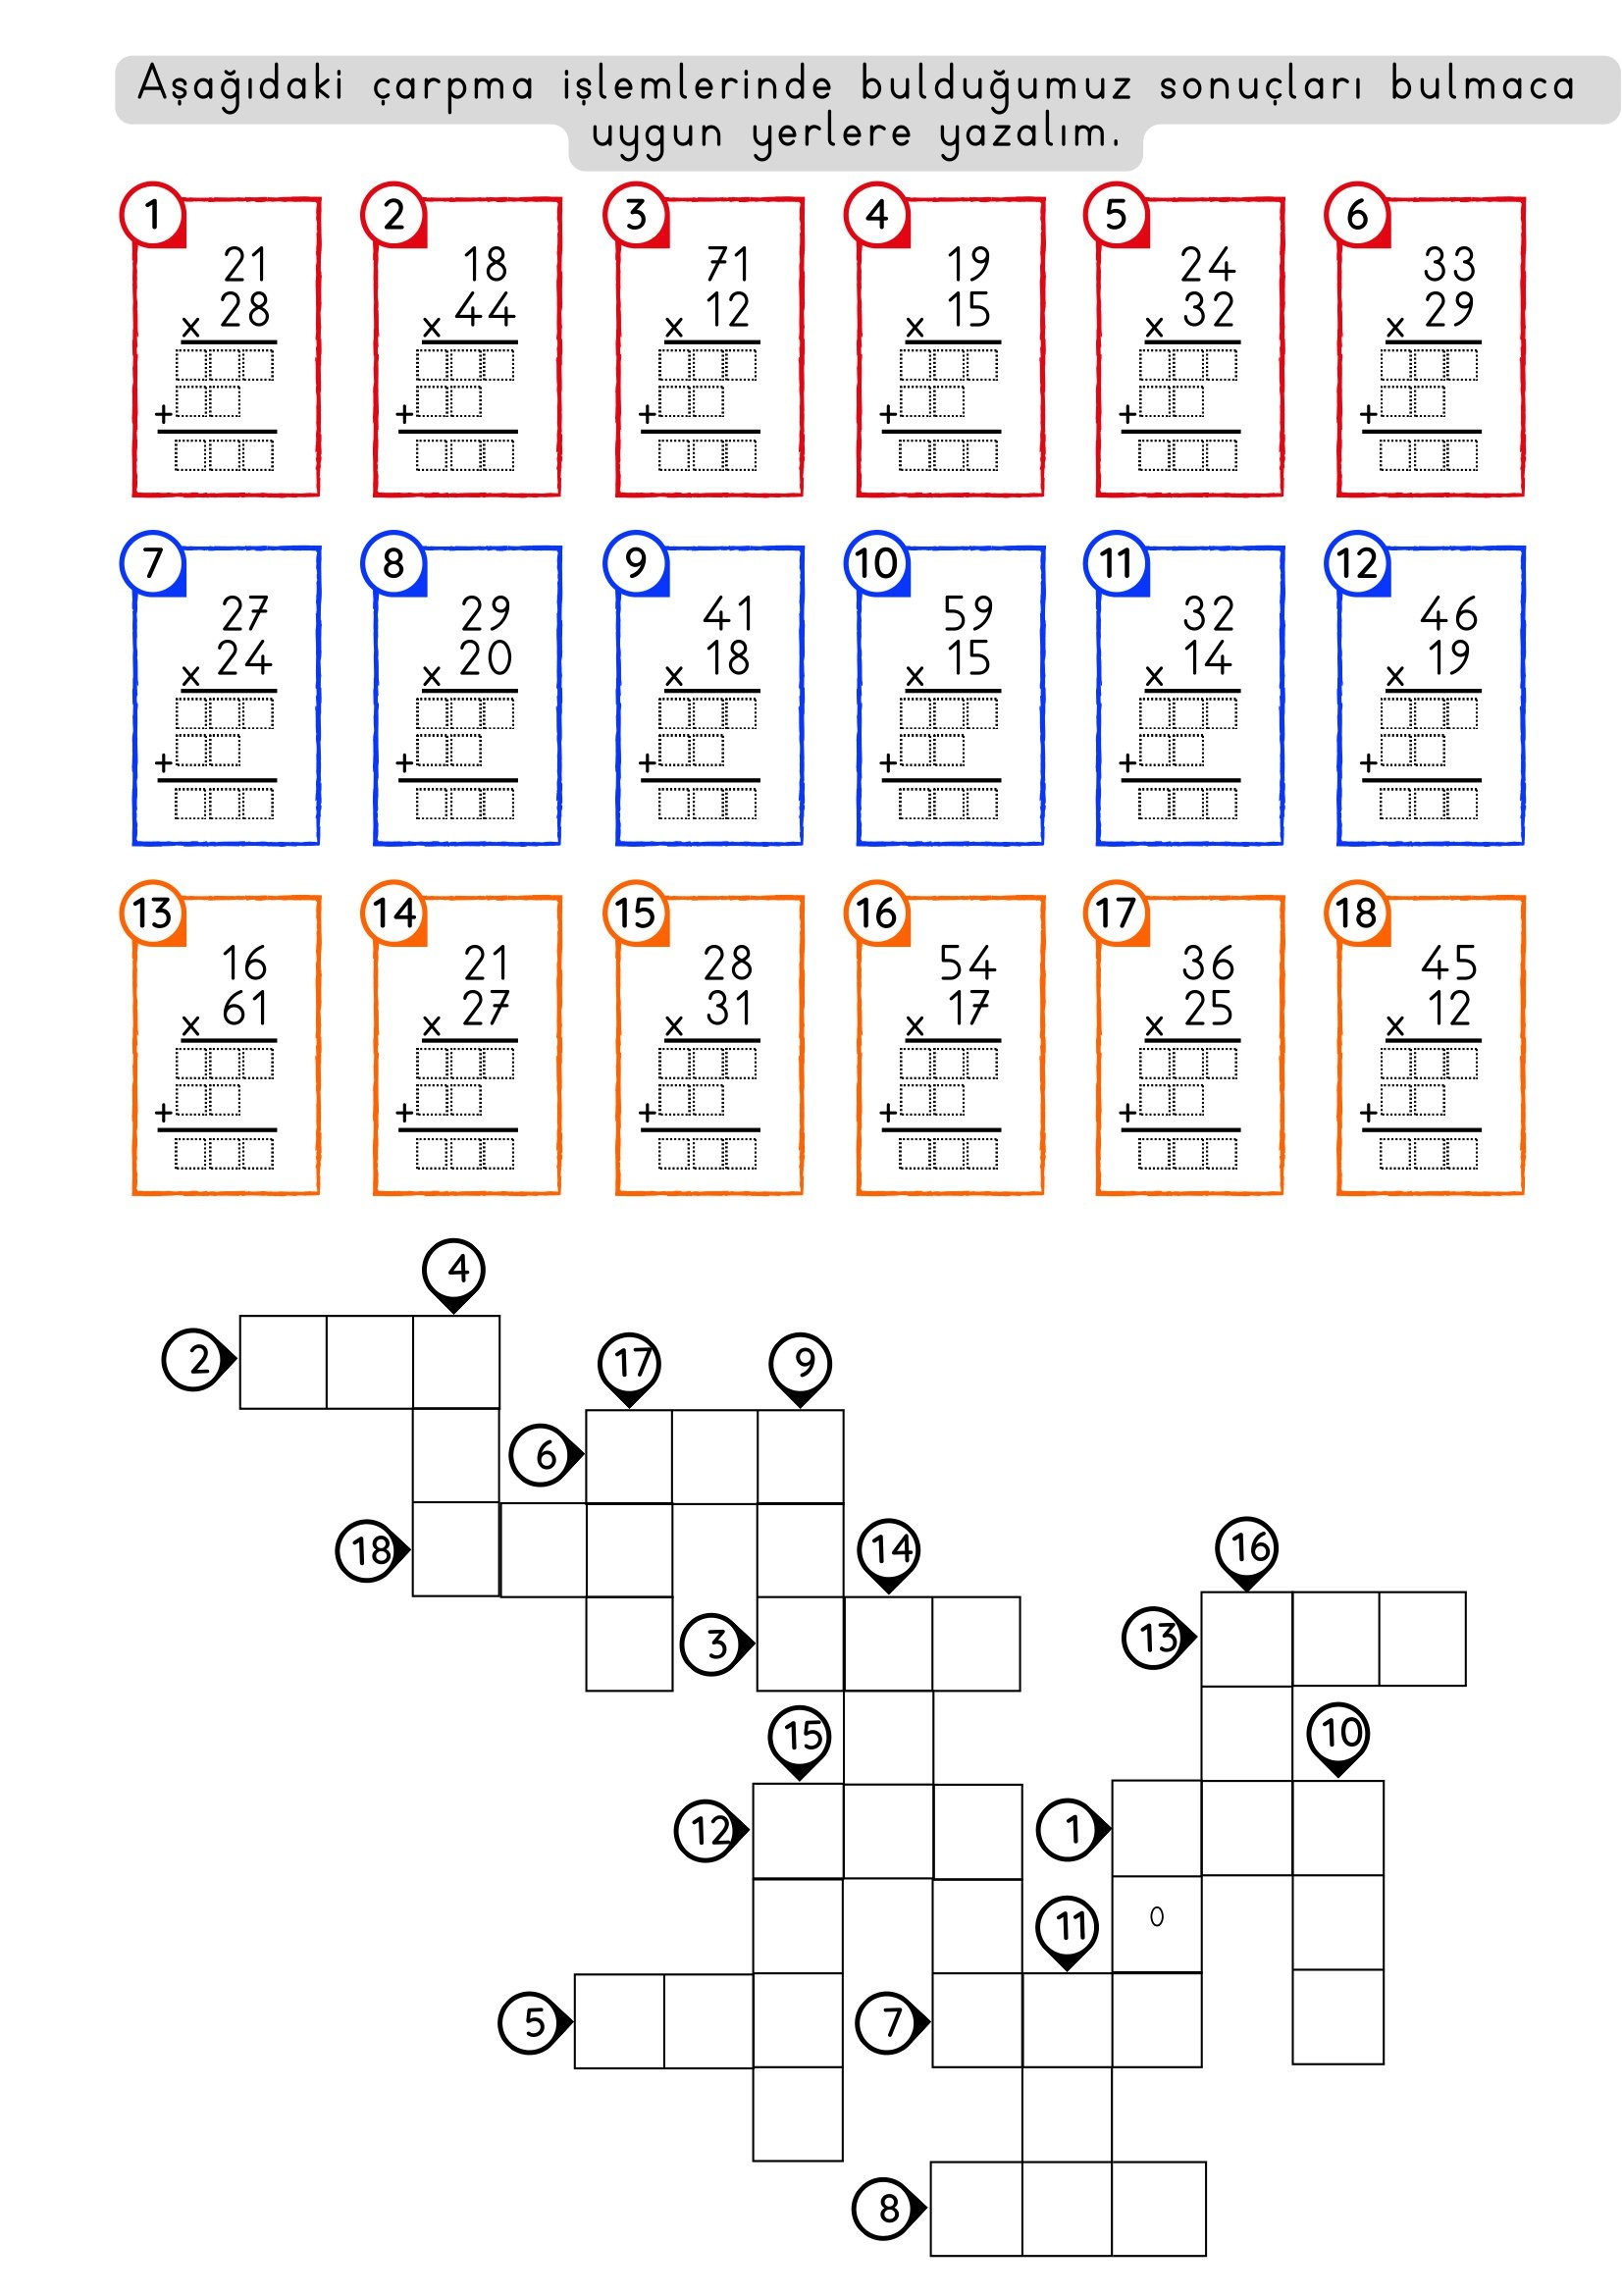 Aşağıdaki çarpma işlemlerinde bulduğumuz sonuçları bulmaca
uygun yerlere yazalım.
1 2 3 4 5 6
21 18 71 19 24 33
x 28 x 44 x 12 x 15 x 32 x 29
+ + + + + +
7 8 9 10 11 12
27 29 41 59 32 46
x 24 x 20 x 18 x 15 x 14 x 19
+ + + + + +
13 14 15 16 17 18
16 21 28 54 36 45
x 61 x 27 x 31 x 17 x 25 x 12
+ + + + + +
4
2 17 9
6
18 14 16
3 13
15 10
12 1
11 0
5 7
8